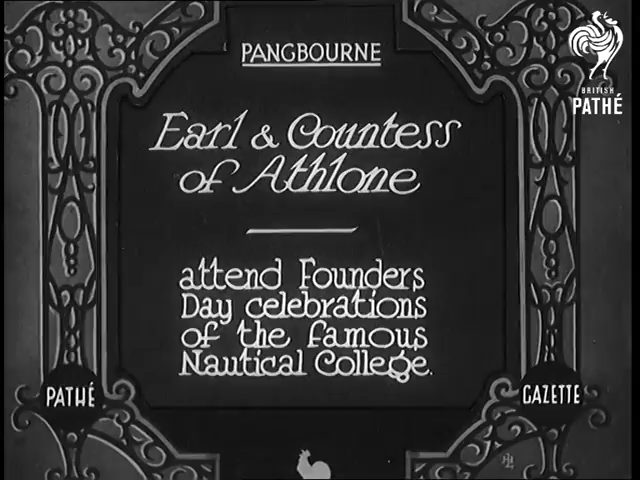 PANGBOURNE
BRITISH
PATHÉ
Earl & Countess
of Athlone
attend Founders
Day celebrations
of the famous
Nautical College.
PATHÉ
GAZETTE